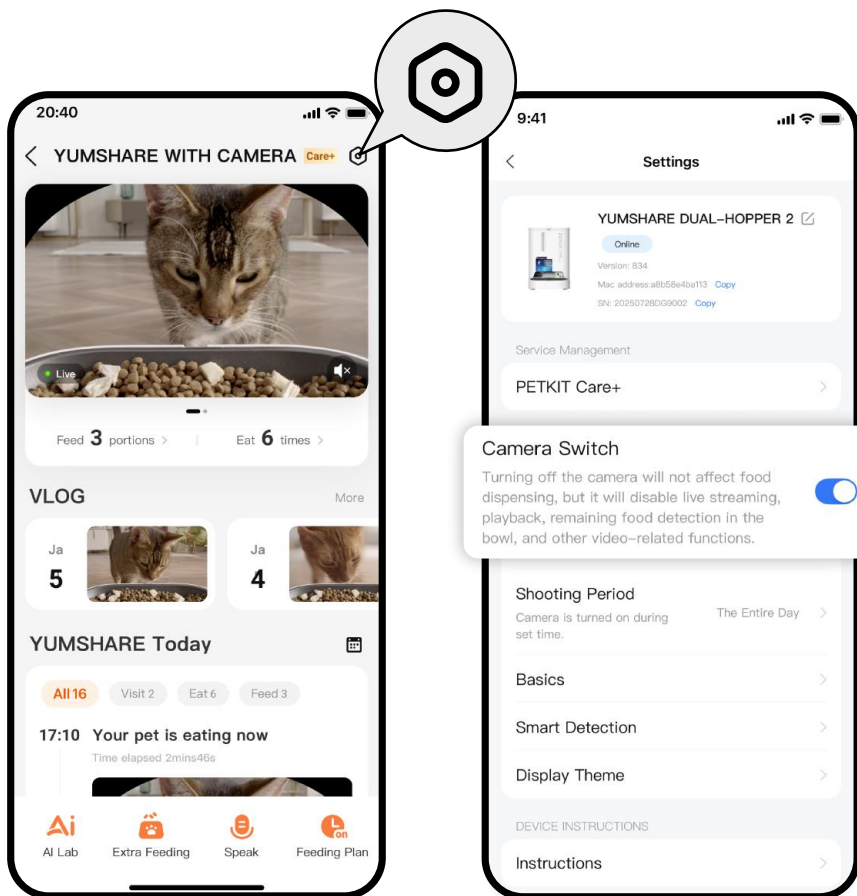 20:40
YUMSHARE WITH CAMERA Care+
Live
Feed 3 portions >
Eat 6 times >
VLOG
More
Ja
5
Ja
4
YUMSHARE Today
All 16
Visit 2
Eat 6
Feed 3
17:10 Your pet is eating now
Time elapsed 2mins46s
Ai
AI Lab
Extra Feeding
Speak
on
Feeding Plan
9:41
Settings
YUMSHARE DUAL-HOPPER 2
Online
Version: 834
Mac address:a8b58e4ba113 Copy
SN: 20250728DG9002 Copy
Service Management
PETKIT Care+
Camera Switch
Turning off the camera will not affect food
dispensing, but it will disable live streaming,
playback, remaining food detection in the
bowl, and other video-related functions.
Shooting Period
Camera is turned on during
set time.
The Entire Day
Basics
Smart Detection
Display Theme
DEVICE INSTRUCTIONS
Instructions